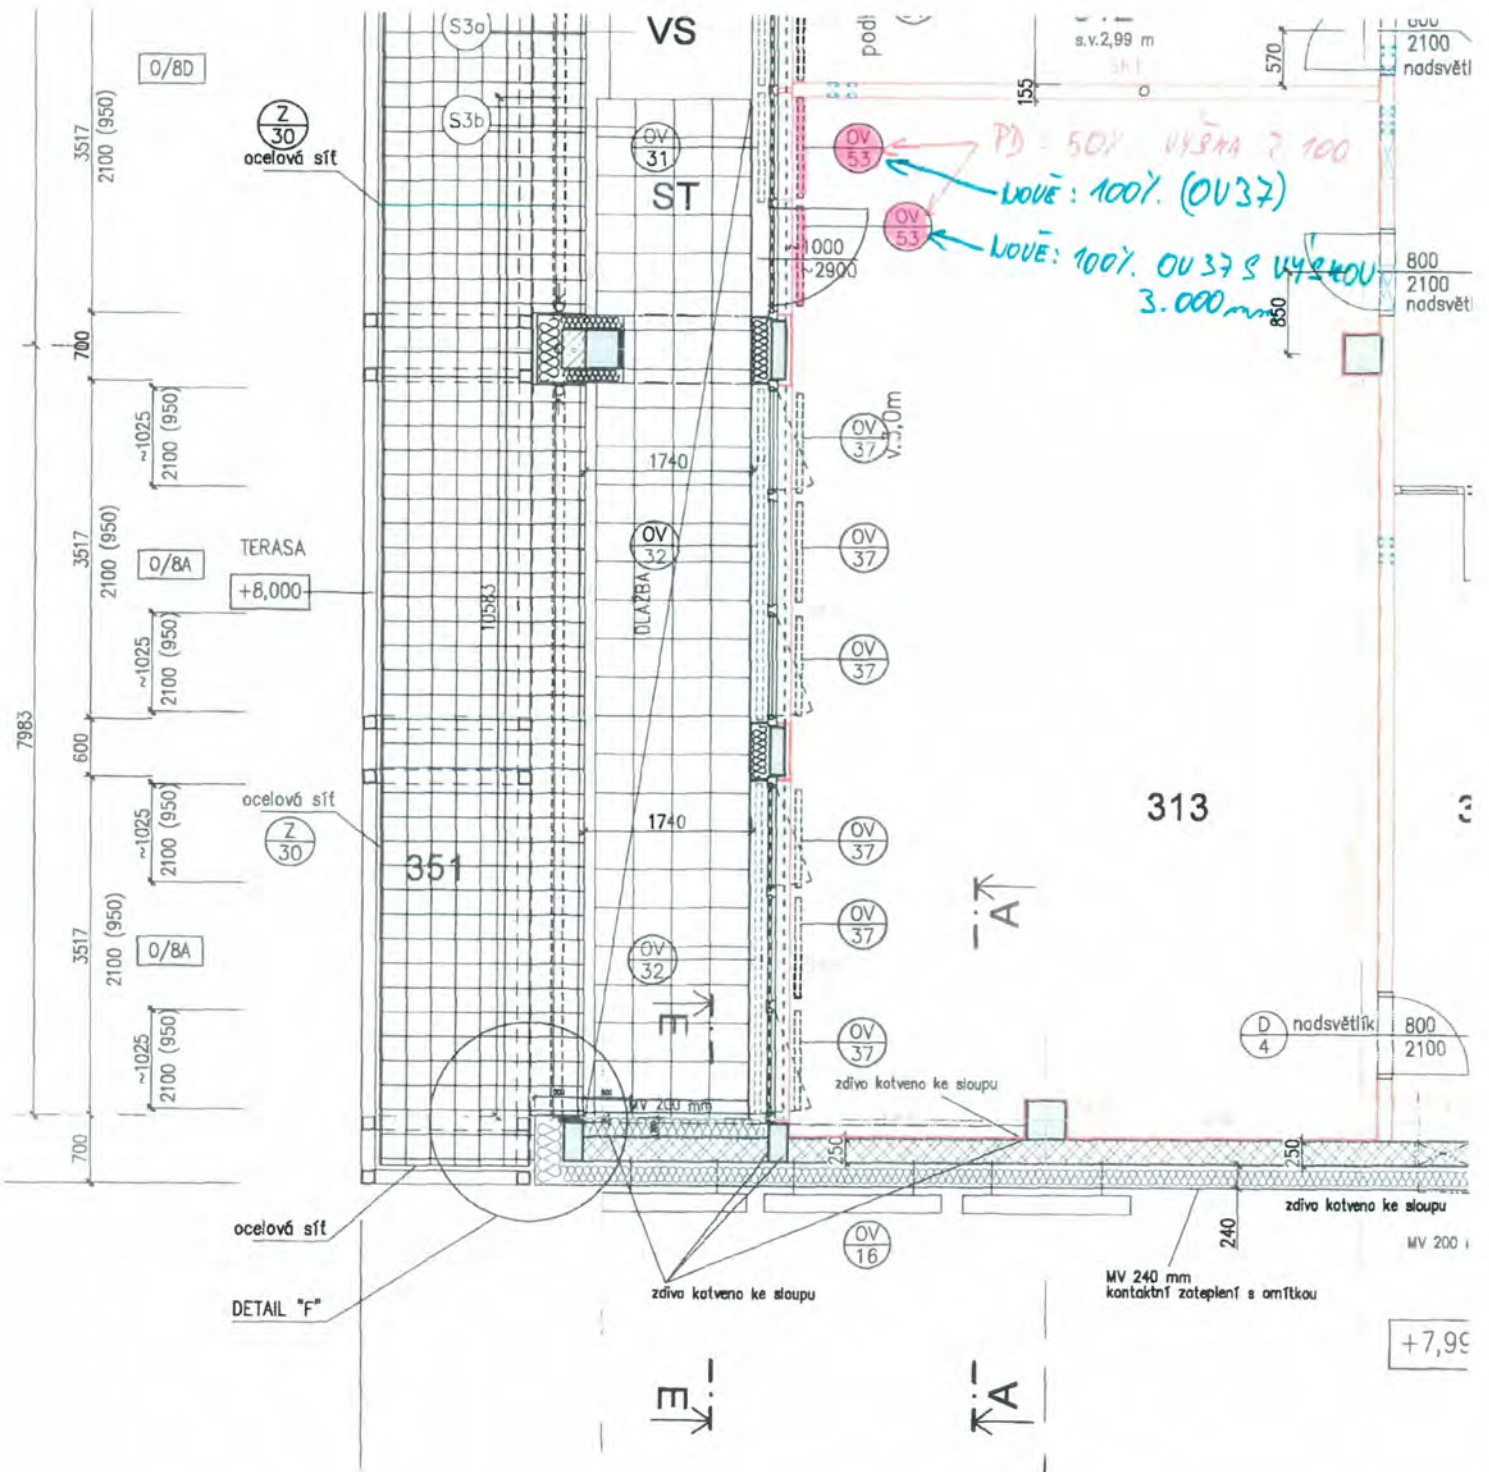 VS
S3a
O/8D
s.v.2,99 m
570
2100
nadsvětl
155
3517
2100 (950)
Z
30
ocelová síť
S3b
OV
31
ST
OV
53
PD : 50% VÝŠKA ? 100
NOVĚ: 100%. (OV37)
OV
53
NOVĚ: 100%. OV 37 S VÝŠKOU
3.000 mm
1000
~2900
800
2100
nadsvětl
850
700
~1025
2100 (950)
1740
OV
37
v.3,0m
3517
2100 (950)
O/8A
TERASA
+8,000
10583
OV
32
DLAŽBA
OV
37
OV
37
~1025
2100 (950)
7983
600
ocelová síť
Z
30
~1025
2100 (950)
351
1740
OV
37
313
3517
2100 (950)
O/8A
OV
32
OV
37
A
E
OV
37
D
4
nadsvětlík
800
2100
~1025
2100 (950)
zdivo kotveno ke sloupu
MV 200 mm
700
250
250
ocelová síť
DETAIL "F"
OV
16
zdivo kotveno ke sloupu
240
zdivo kotveno ke sloupu
MV 200
MV 240 mm
kontaktní zateplení s omítkou
+7,99
E
A